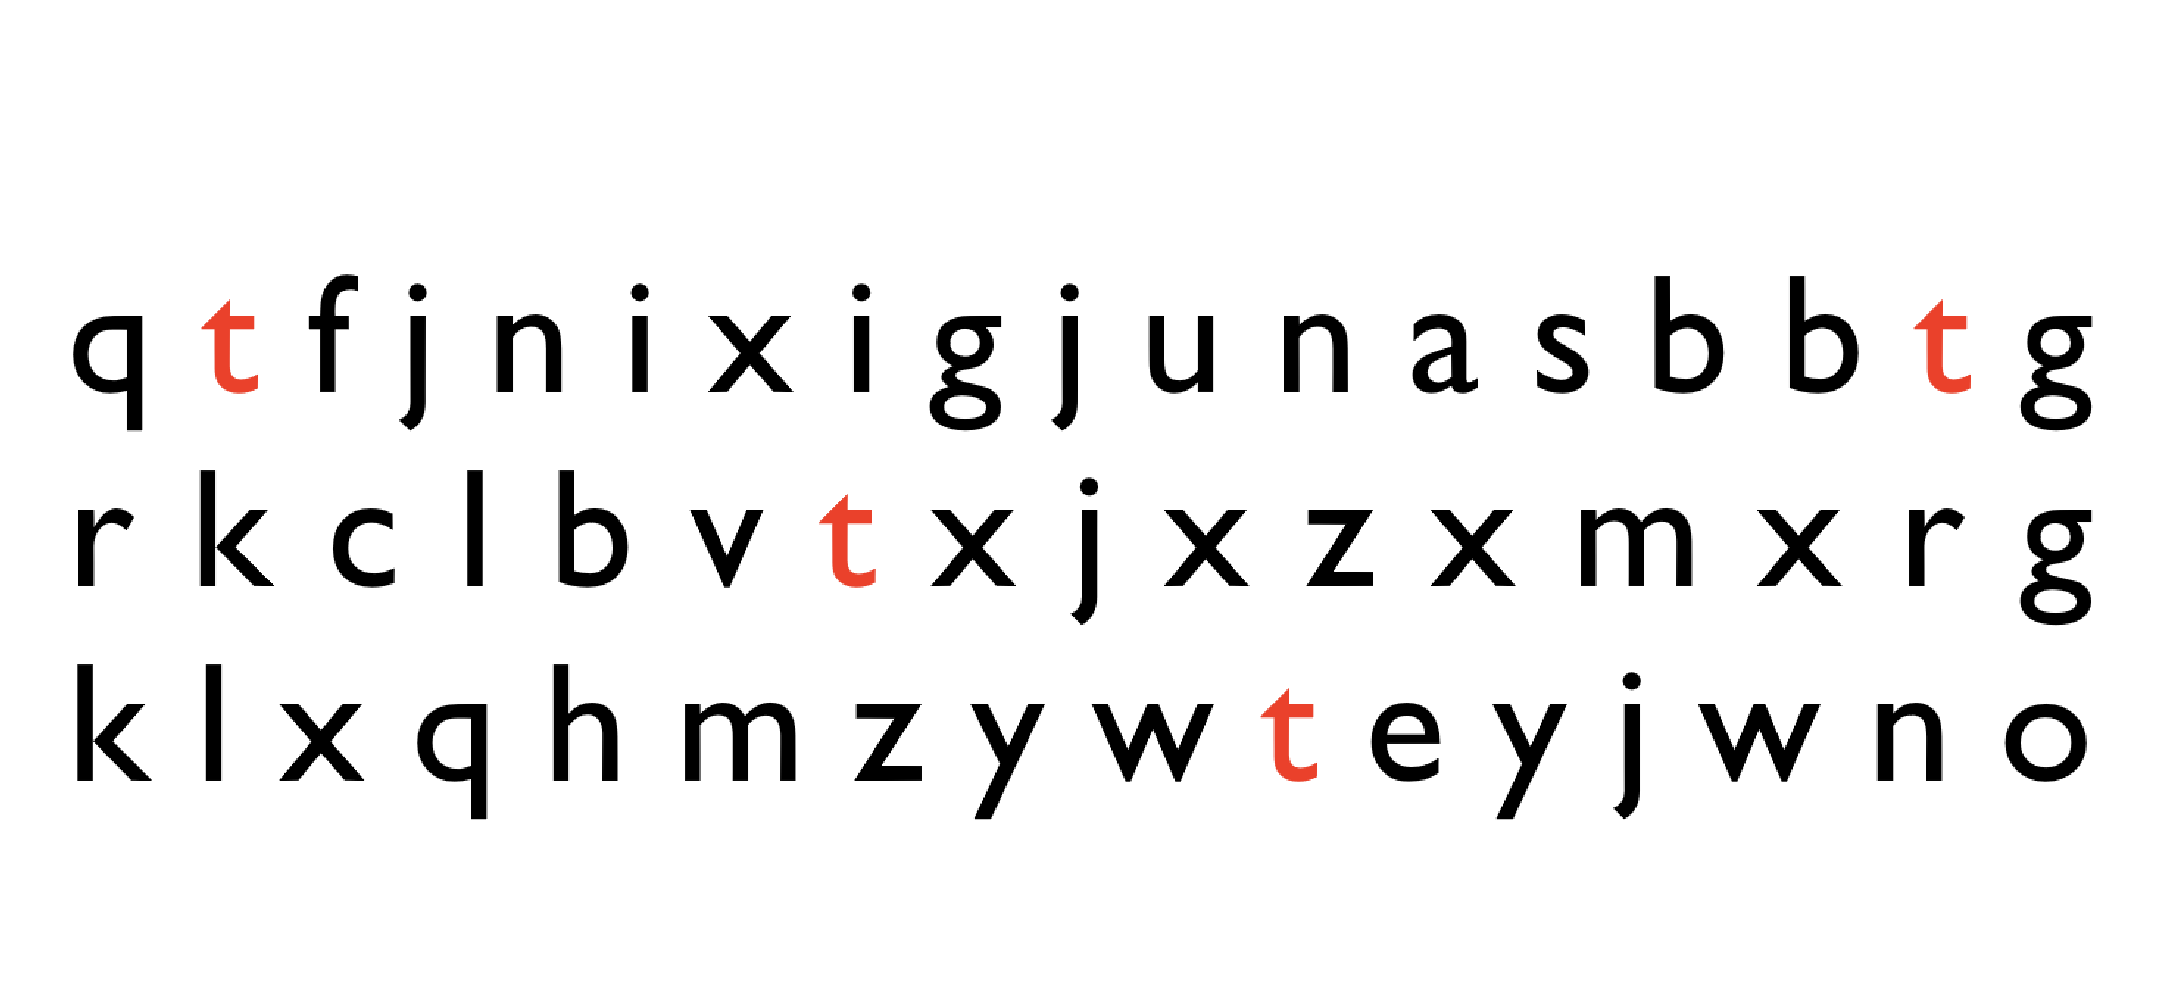 q t f j n i x i g j u n a s b b t g
r k c l b v t x j x z x m x r g
k l x q h m z y w t e y j w n o